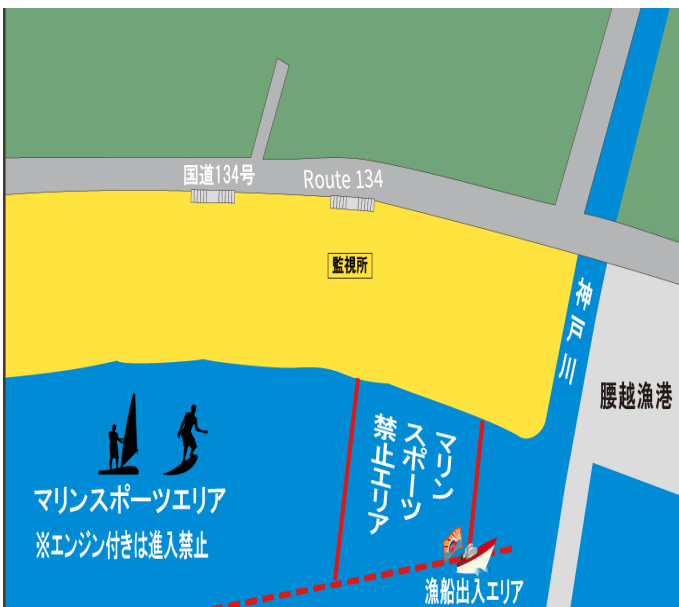 国道134号
Route 134
監視所
神戸川
腰越漁港
マリン
スポーツ
禁止エリア
マリンスポーツエリア
※エンジン付きは進入禁止
漁船出入エリア